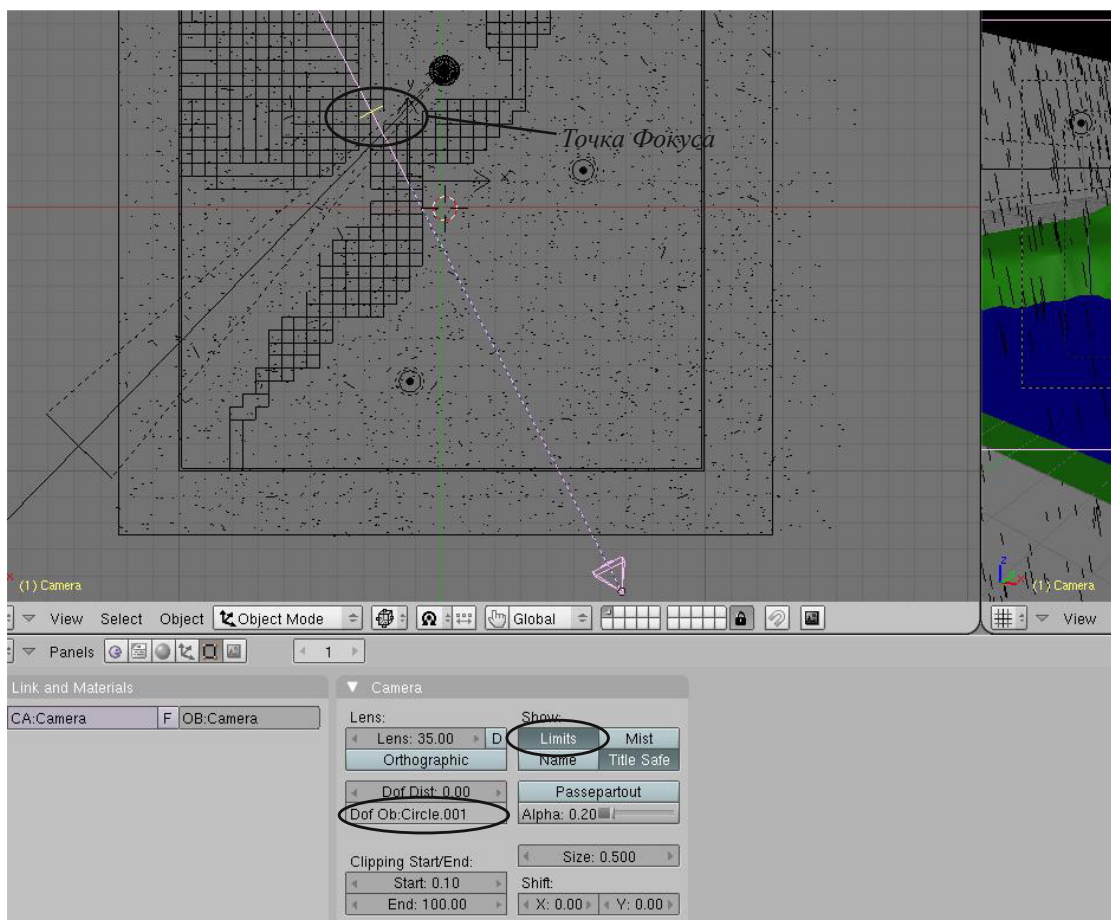 Точка Фокуса
x
(1) Camera
z
x
(1) Camera
View Select Object Object Mode Global
View
Panels 1
Link and Materials
Camera
CA:Camera F OB:Camera
Lens:
Show:
Lens: 35.00 D
Limits Mist
Orthographic
Name Title Safe
Dof Dist: 0.00
Passepartout
Dof Ob:Circle.001
Alpha: 0.20
Clipping Start/End:
Size: 0.500
Start: 0.10
Shift:
End: 100.00
X: 0.00 Y: 0.00